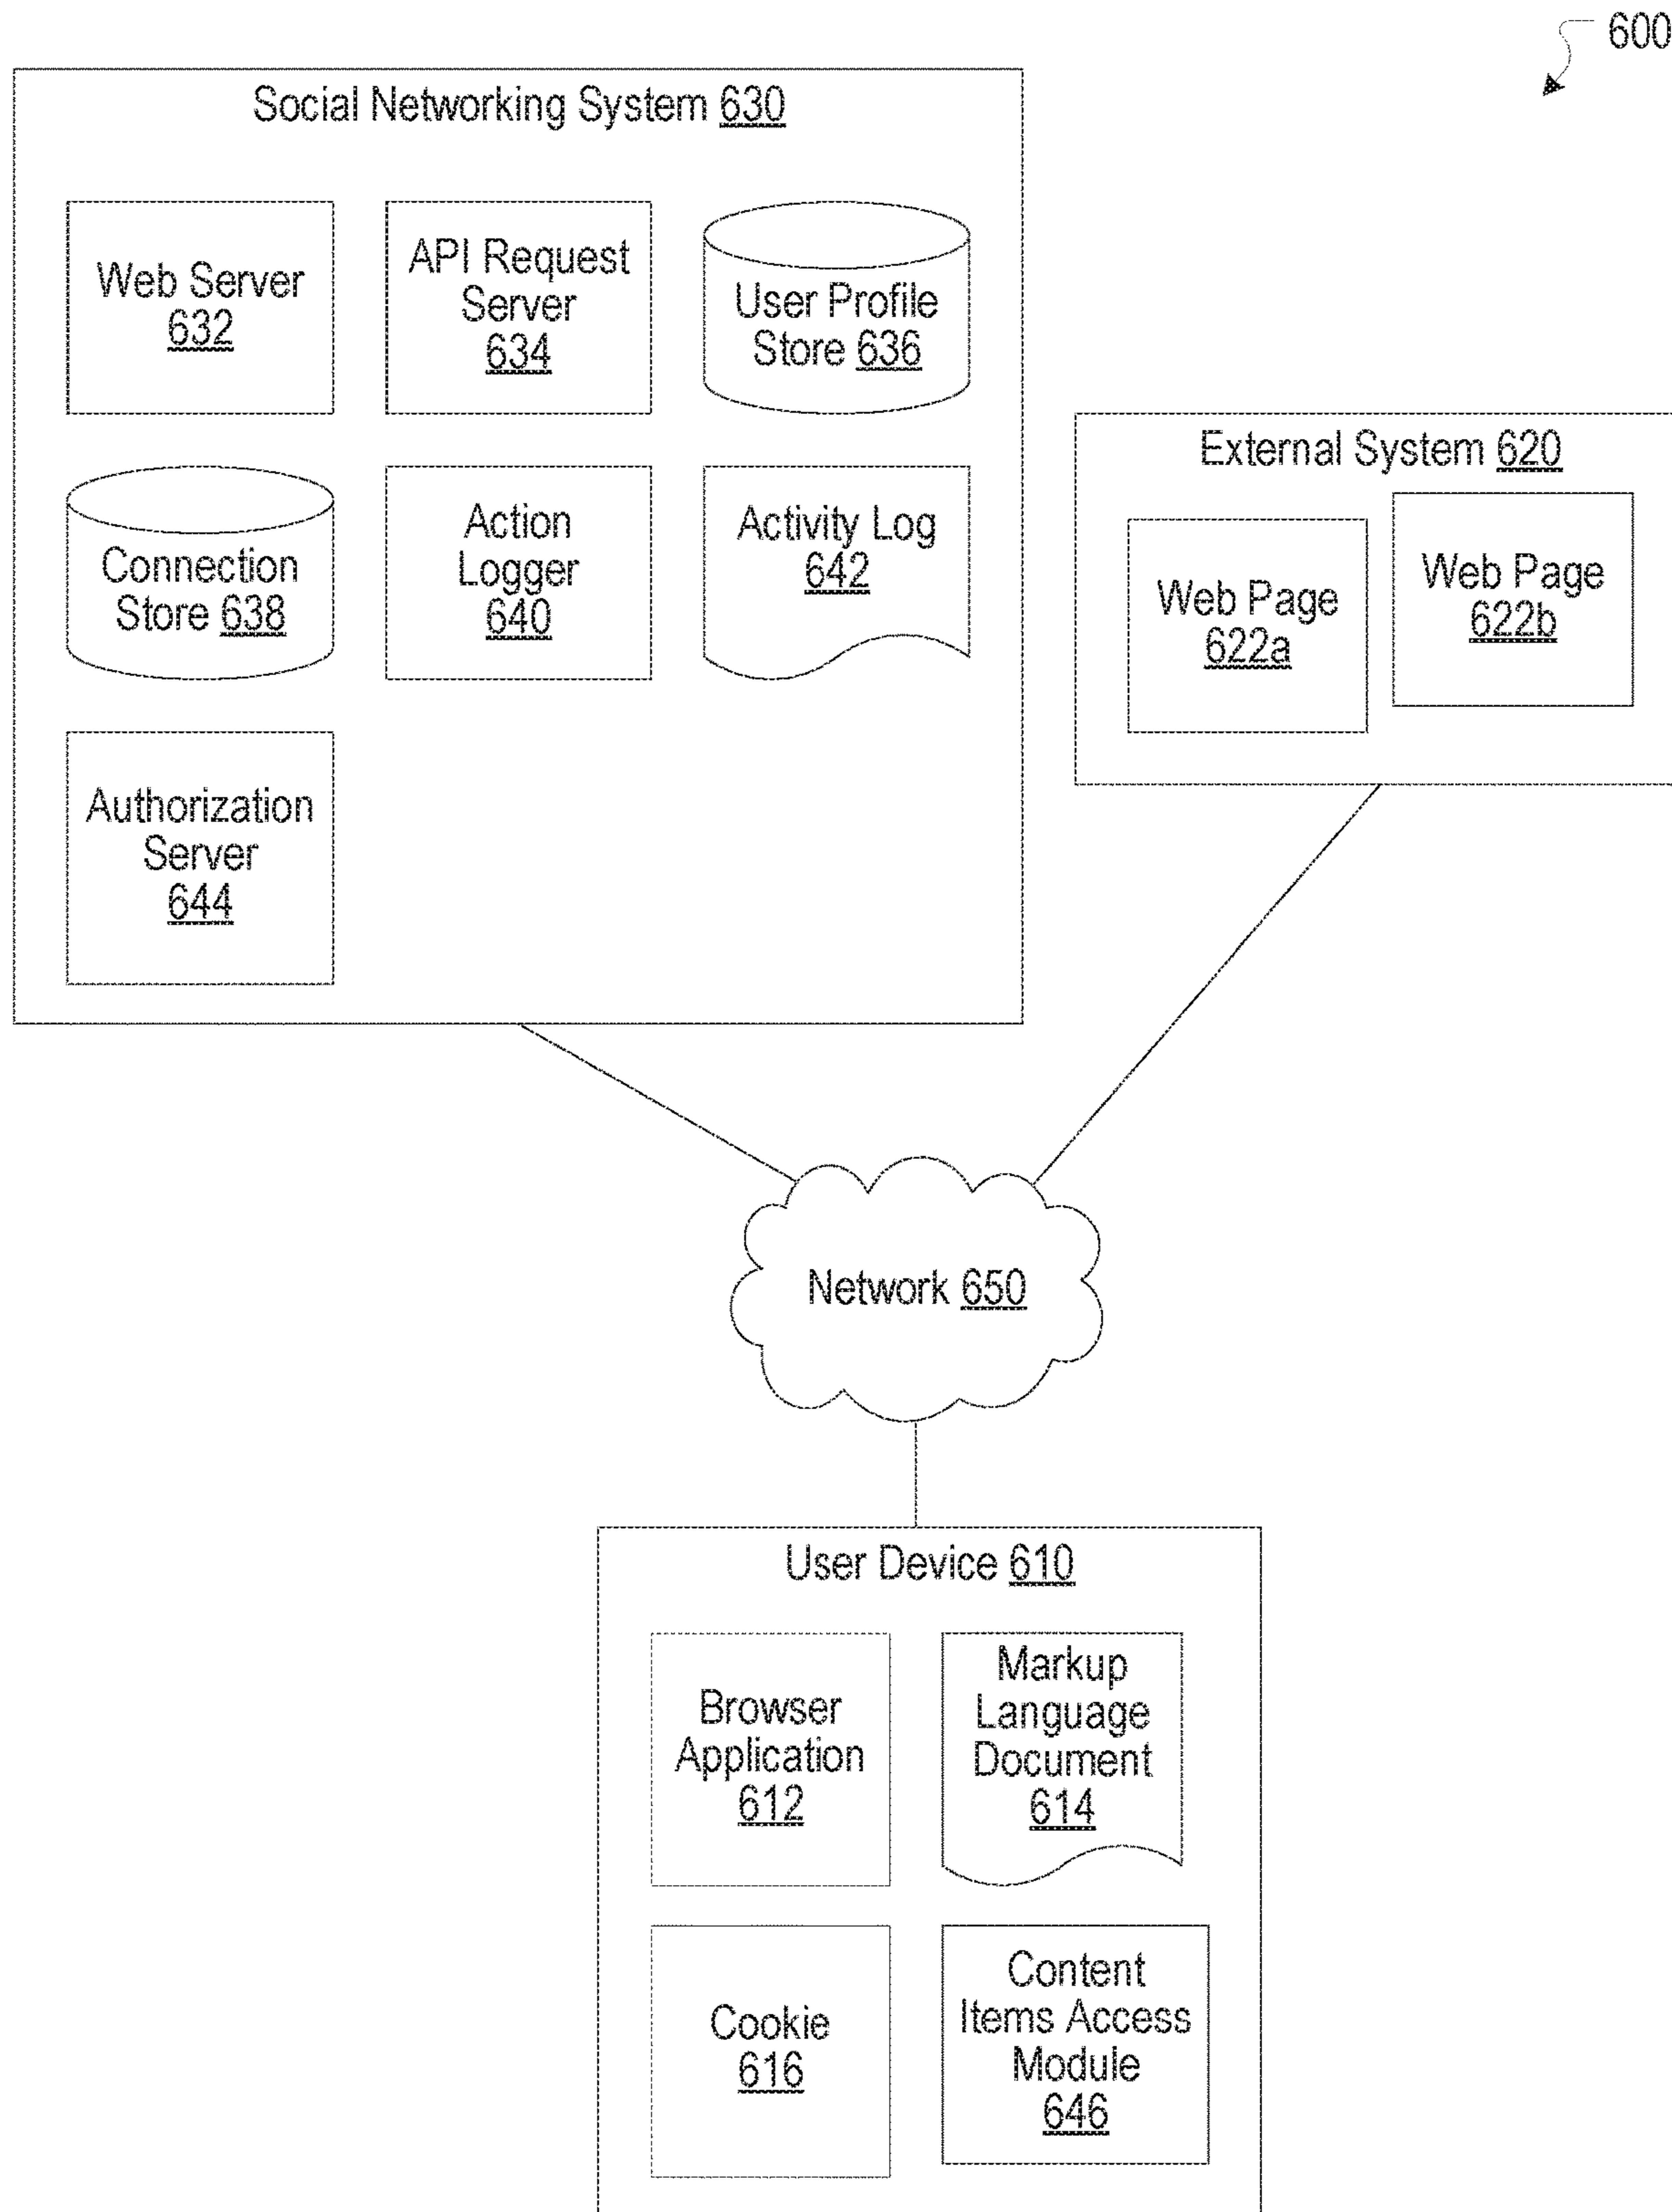 600
Social Networking System 630
Web Server
632
API Request
Server
634
User Profile
Store 636
Connection
Store 638
Action
Logger
640
Activity Log
642
Authorization
Server
644
External System 620
Web Page
622a
Web Page
622b
Network 650
User Device 610
Browser
Application
612
Markup
Language
Document
614
Cookie
616
Content
Items Access
Module
646